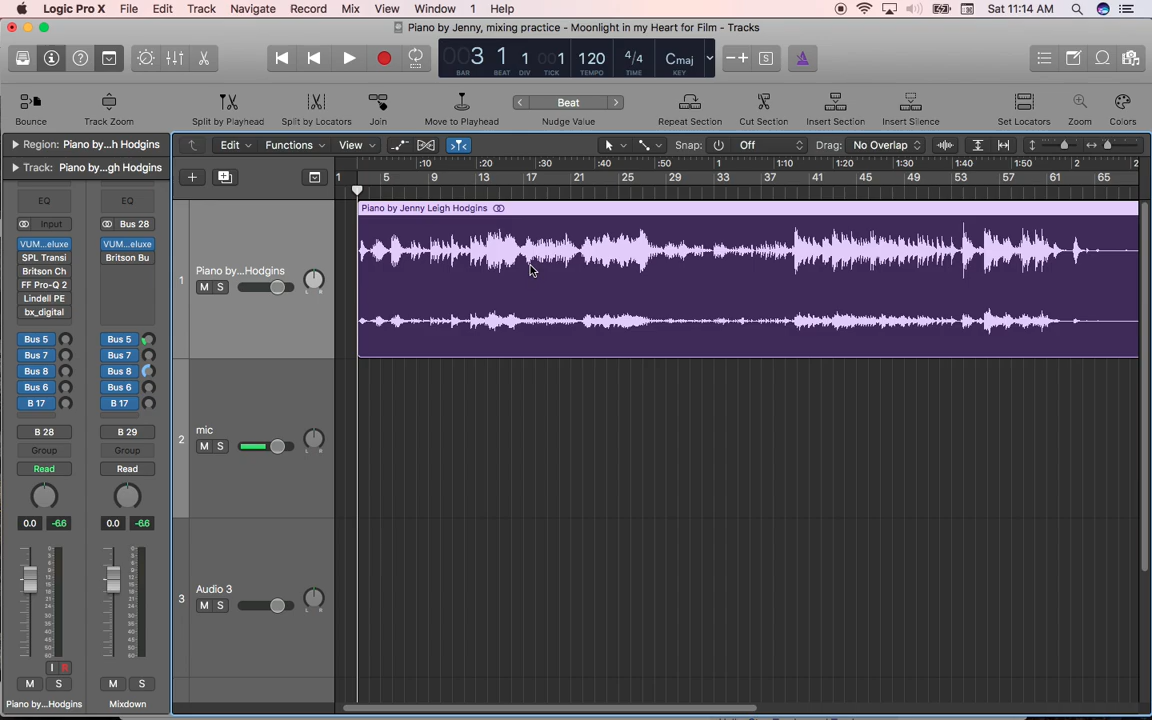 Logic Pro X File Edit Track Navigate Record Mix View Window 1 Help Sat 11:14 AM
Piano by Jenny, mixing practice - Moonlight in my Heart for Film - Tracks
003 1 1 001 120 4/4 Cmaj
BAR BEAT DIV TICK TEMPO TIME KEY
Beat
Bounce Track Zoom Split by Playhead Split by Locators Join Move to Playhead Nudge Value Repeat Section Cut Section Insert Section Insert Silence Set Locators Zoom Colors
Region: Piano by...h Hodgins
Edit Functions View Snap: Off Drag: No Overlap
Track: Piano by...gh Hodgins
:10 :20 :30 :40 :50 1 1:10 1:20 1:30 1:40 1:50 2 2
1 5 9 13 17 21 25 29 33 37 41 45 49 53 57 61 65
EQ EQ
Piano by Jenny Leigh Hodgins
Input Bus 28
VUM...eluxe VUM...eluxe
SPL Transi Britson Bu
Britson Ch
FF Pro-Q 2
Lindell PE
bx_digital
1 Piano by...Hodgins
M S
L R
Bus 5 Bus 5
Bus 7 Bus 7
Bus 8 Bus 8
Bus 6 Bus 6
B 17 B 17
B 28 B 29
Group Group
Read Read
2 mic
M S
L R
0.0 -6.6 0.0 -6.6
3 Audio 3
M S
L R
I R
M S M S
Piano by...Hodgins Mixdown